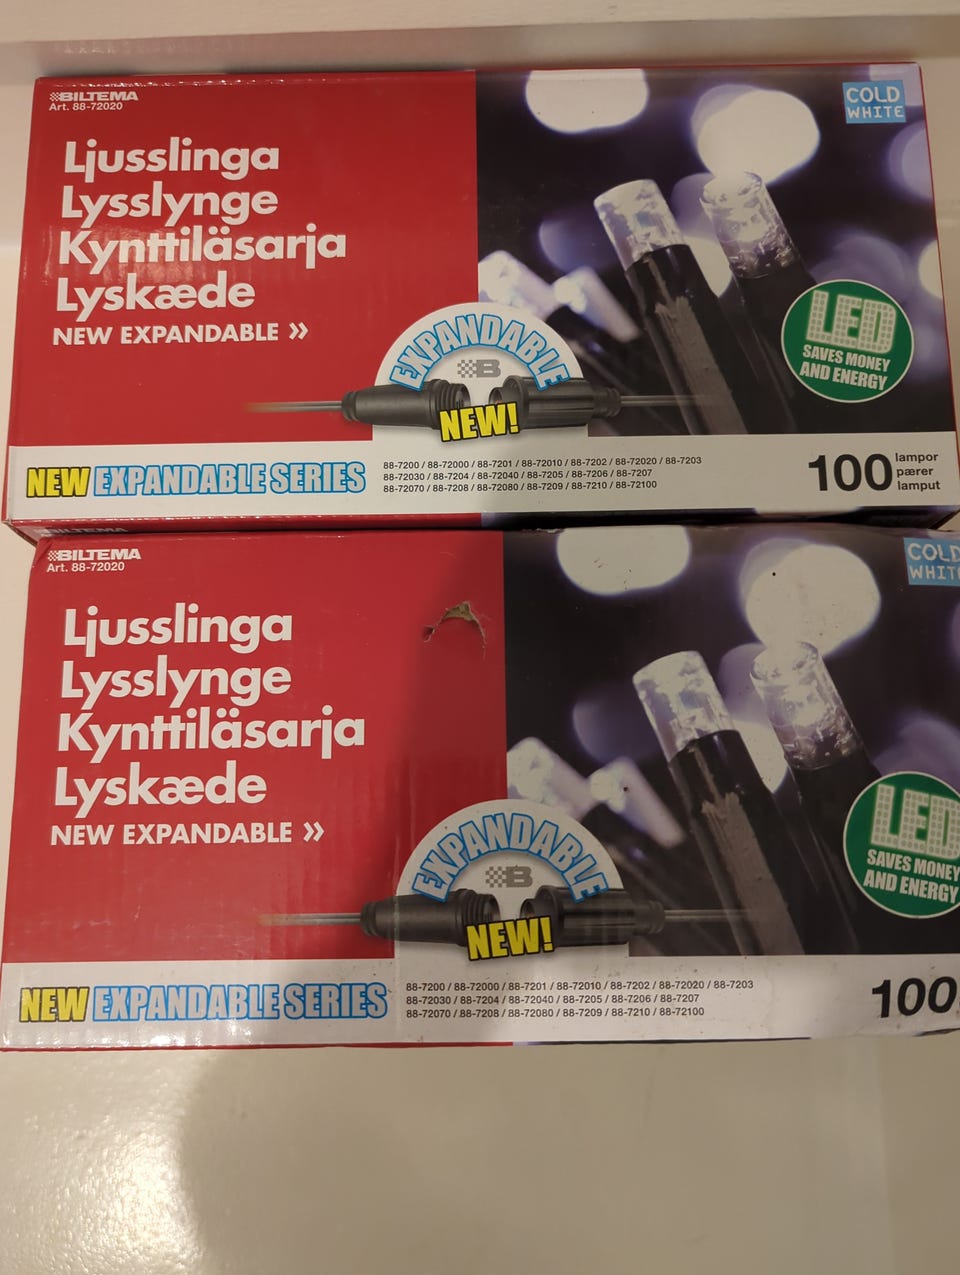 BILTEMA
Art. 88-72020
COLD
WHITE
Ljusslinga
Lysslynge
Kynttiläsarja
Lyskæde
NEW EXPANDABLE »
EXPANDABLE
B
NEW!
LED
SAVES MONEY
AND ENERGY
NEW EXPANDABLE SERIES
88-7200 / 88-72000 / 88-7201 / 88-72010 / 88-7202 / 88-72020 / 88-7203
88-72030 / 88-7204 / 88-72040 / 88-7205 / 88-7206 / 88-7207
88-72070 / 88-7208 / 88-72080 / 88-7209 / 88-7210 / 88-72100
100
lampor
pærer
lamput
BILTEMA
BILTEMA
Art. 88-72020
COLD
WHITE
Ljusslinga
Lysslynge
Kynttiläsarja
Lyskæde
NEW EXPANDABLE »
EXPANDABLE
B
NEW!
LED
SAVES MONEY
AND ENERGY
NEW EXPANDABLE SERIES
88-7200 / 88-72000 / 88-7201 / 88-72010 / 88-7202 / 88-72020 / 88-7203
88-72030 / 88-7204 / 88-72040 / 88-7205 / 88-7206 / 88-7207
88-72070 / 88-7208 / 88-72080 / 88-7209 / 88-7210 / 88-72100
100